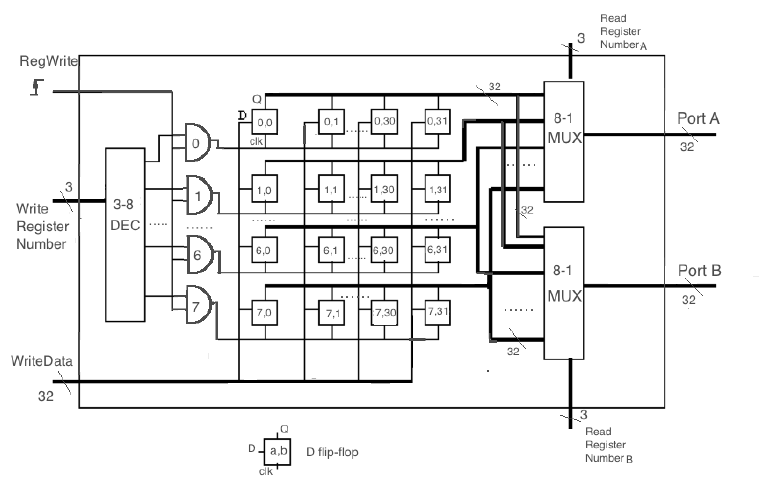 Read
Register
Number A
3
RegWrite
Q
32
D
0,0
0,1
0,30
0,31
8-1
MUX
Port A
32
clk
0
3
3-8
DEC
1
1,0
1,1
1,30
1,31
Write
Register
Number
32
6
6,0
6,1
6,30
6,31
8-1
MUX
Port B
32
7
7,0
7,1
7,30
7,31
32
WriteData
32
3
Read
Register
Number B
Q
D
a,b
D flip-flop
clk